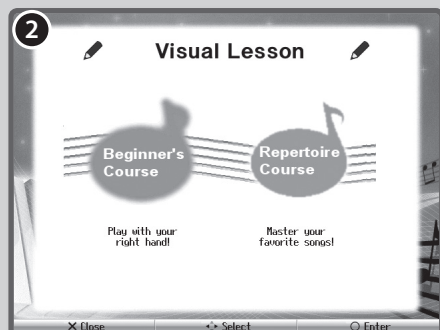 2
Visual Lesson
Beginner's
Course
Repertoire
Course
Play with your
right hand!
Master your
favorite songs!
X Close
Select
O Enter